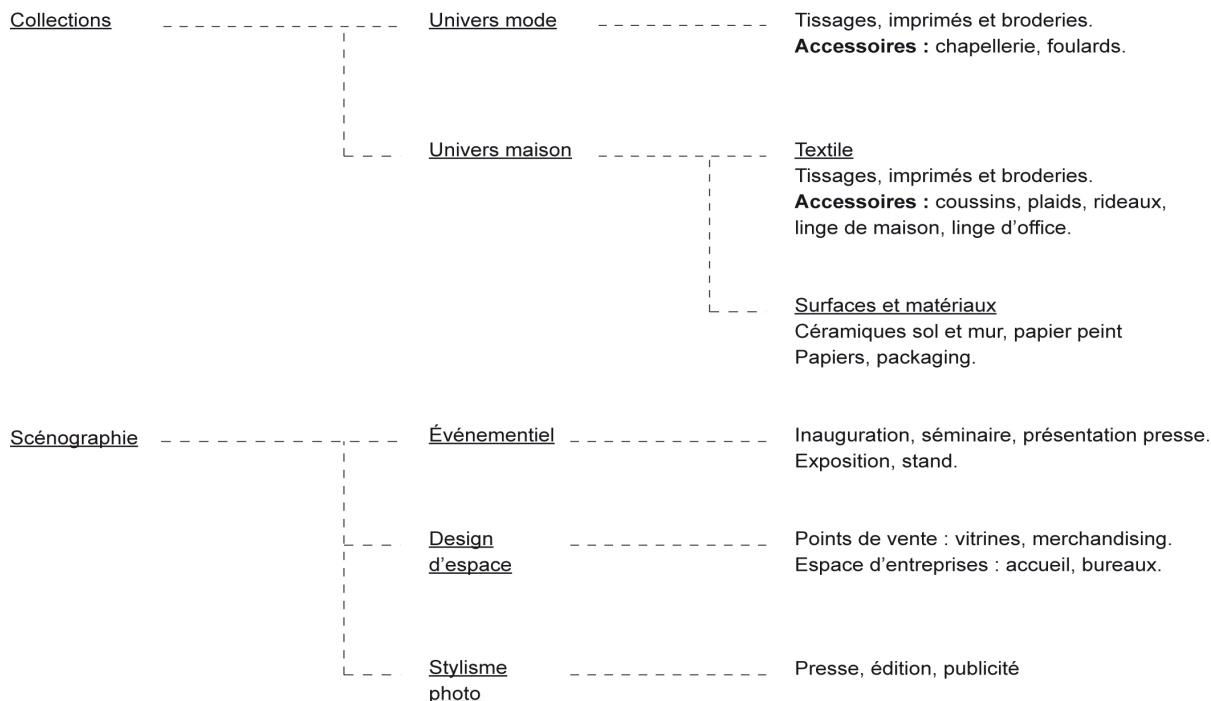 Collections
Univers mode
Tissages, imprimés et broderies.
Accessoires : chapellerie, foulards.
Univers maison
Textile
Tissages, imprimés et broderies.
Accessoires : coussins, plaids, rideaux,
linge de maison, linge d’office.
Surfaces et matériaux
Céramiques sol et mur, papier peint
Papiers, packaging.
Scénographie
Événementiel
Inauguration, séminaire, présentation presse.
Exposition, stand.
Design
d’espace
Points de vente : vitrines, merchandising.
Espace d’entreprises : accueil, bureaux.
Stylisme
photo
Presse, édition, publicité